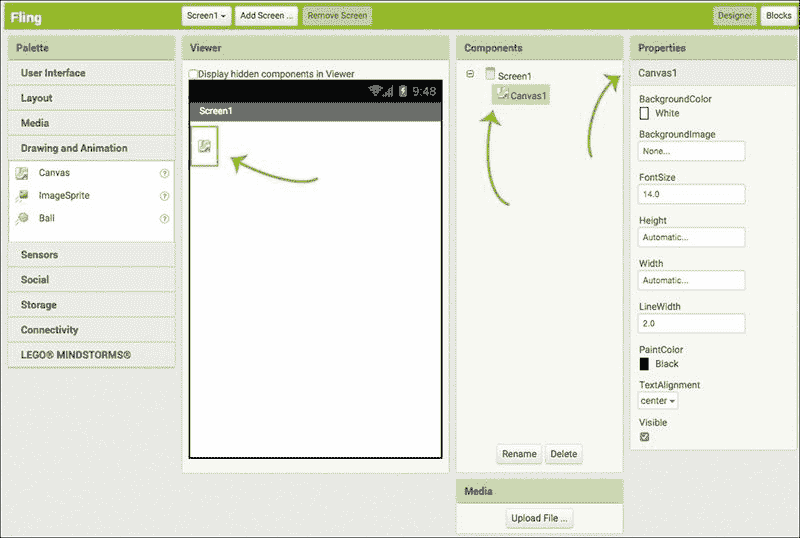 Fling
Screen1
Add Screen ...
Remove Screen
Designer
Blocks
Palette
User Interface
Layout
Media
Drawing and Animation
Canvas
ImageSprite
Ball
Sensors
Social
Storage
Connectivity
LEGO® MINDSTORMS®
Viewer
Display hidden components in Viewer
9:48
Screen1
Components
Screen1
Canvas1
Rename
Delete
Media
Upload File ...
Properties
Canvas1
BackgroundColor
White
BackgroundImage
None...
FontSize
14.0
Height
Automatic...
Width
Automatic...
LineWidth
2.0
PaintColor
Black
TextAlignment
center
Visible